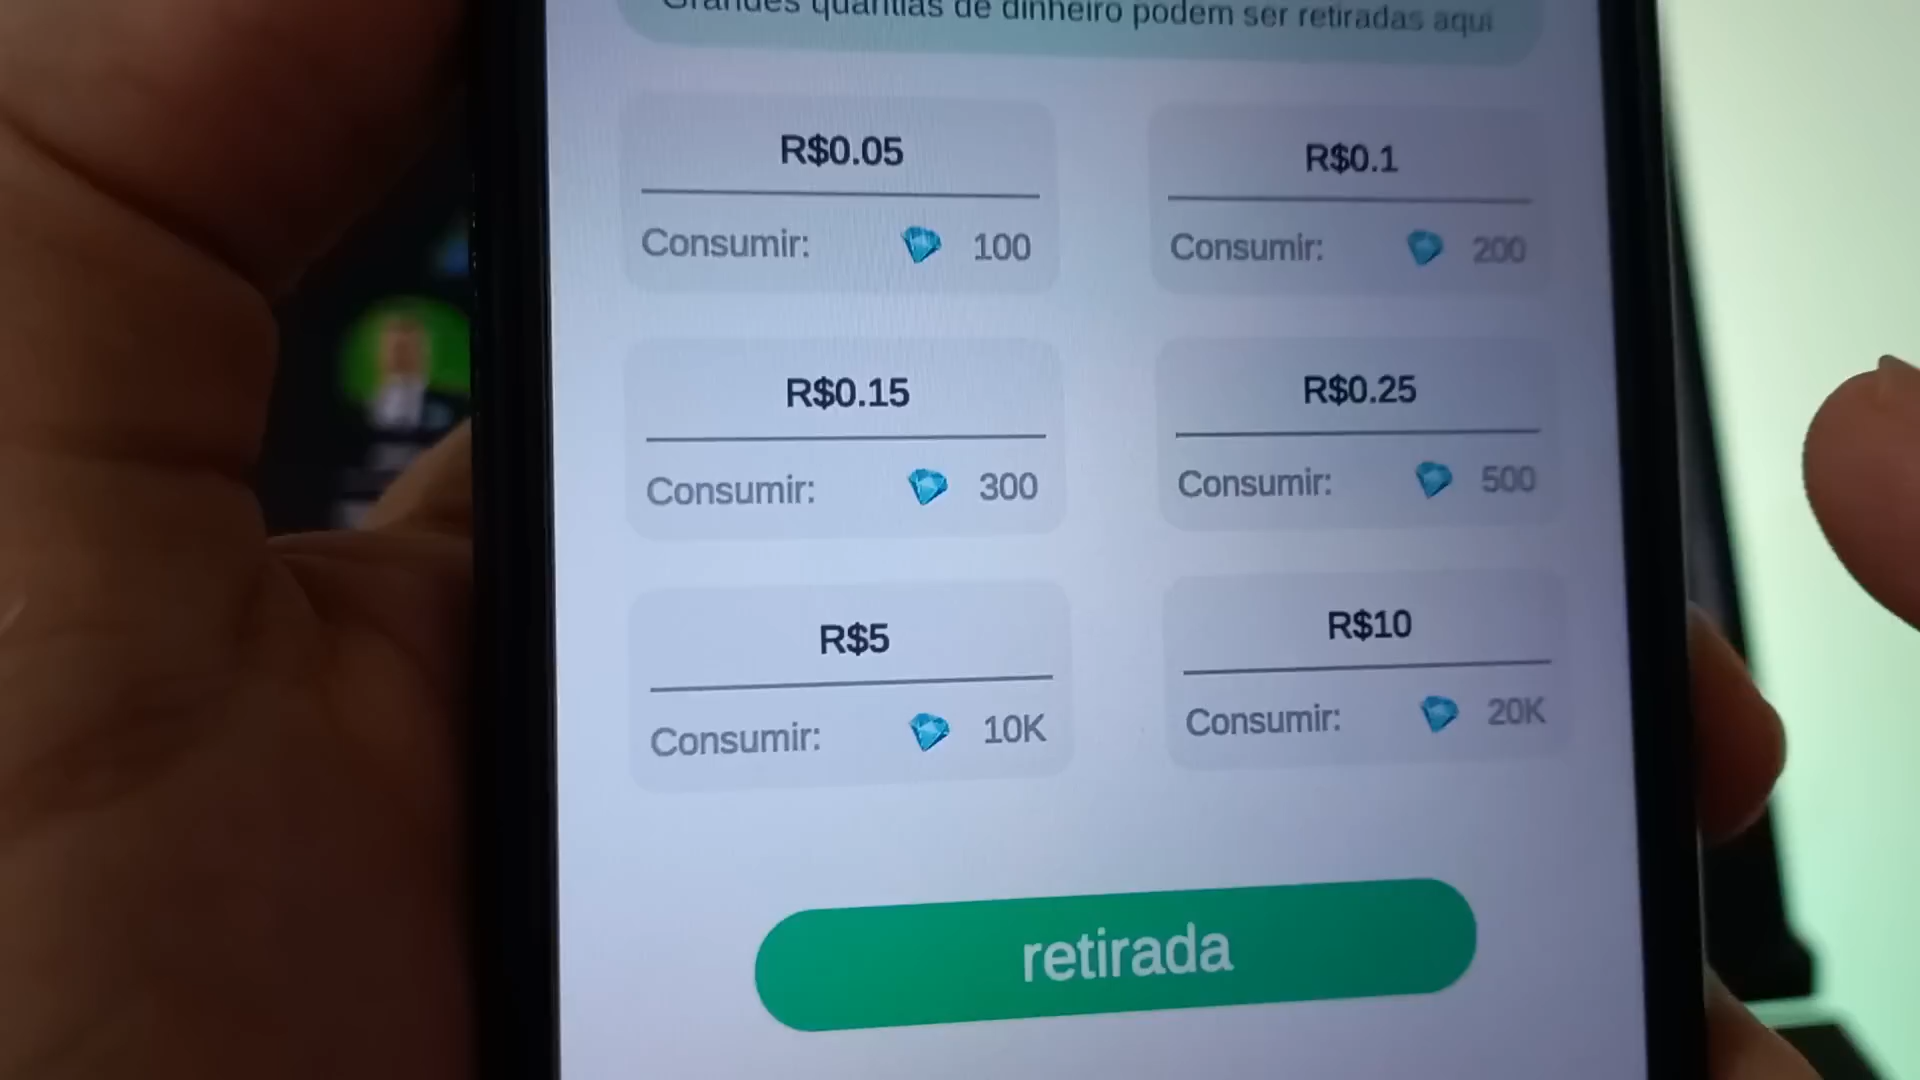 Grandes quantias de dinheiro podem ser retiradas aqui
R$0.05
R$0.1
Consumir: 100
Consumir: 200
R$0.15
R$0.25
Consumir: 300
Consumir: 500
R$5
R$10
Consumir: 10K
Consumir: 20K
retirada